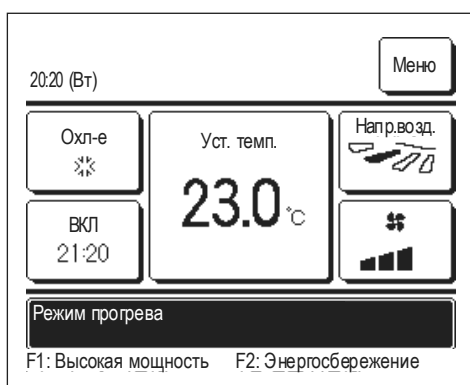 Меню
20:20 (Вт)
Охл-е
Уст. темп.
Напр.возд.
23.0 °C
ВКЛ
21:20
Режим прогрева
F1: Высокая мощность F2: Энергосбережение